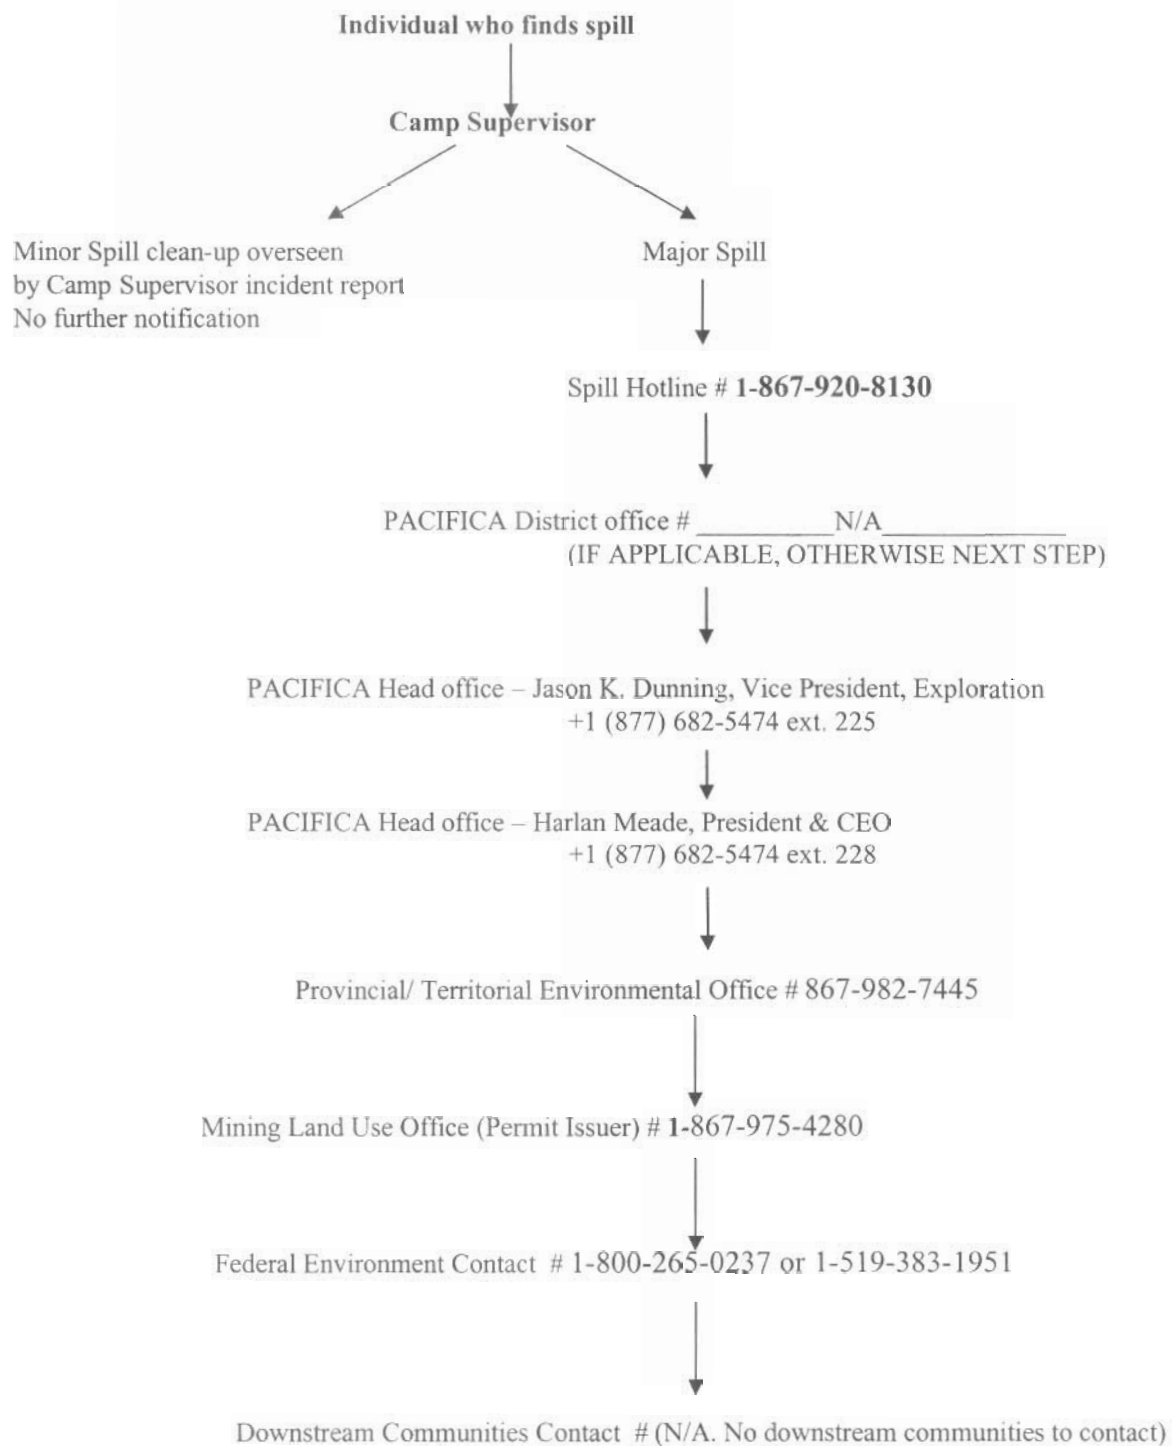 Individual who finds spill
Camp Supervisor
Minor Spill clean-up overseen
by Camp Supervisor incident report
No further notification
Major Spill
Spill Hotline # 1-867-920-8130
PACIFICA District office # __________N/A______________
(IF APPLICABLE, OTHERWISE NEXT STEP)
PACIFICA Head office – Jason K. Dunning, Vice President, Exploration
+1 (877) 682-5474 ext. 225
PACIFICA Head office – Harlan Meade, President & CEO
+1 (877) 682-5474 ext. 228
Provincial/ Territorial Environmental Office # 867-982-7445
Mining Land Use Office (Permit Issuer) # 1-867-975-4280
Federal Environment Contact # 1-800-265-0237 or 1-519-383-1951
Downstream Communities Contact # (N/A. No downstream communities to contact)